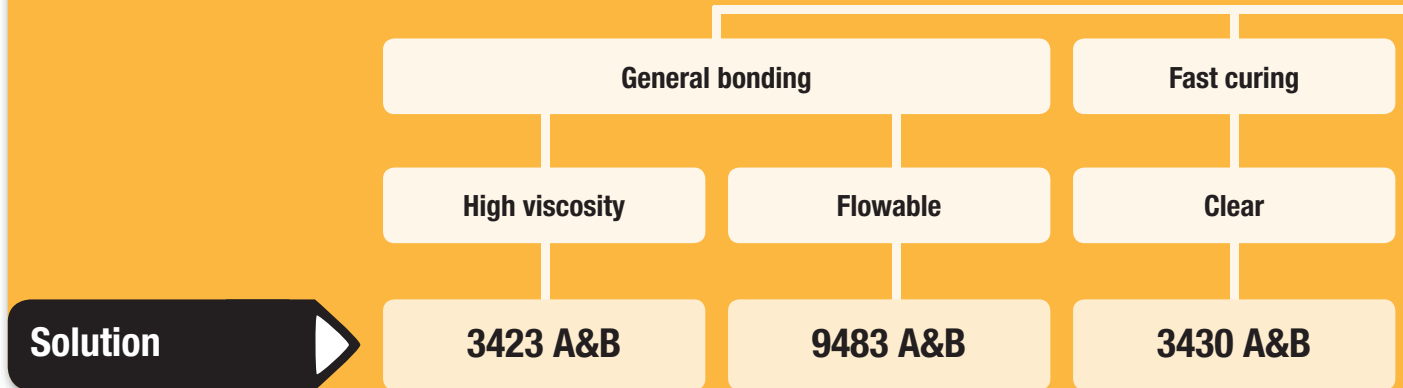 General bonding
Fast curing
High viscosity
Flowable
Clear
Solution
3423 A&B
9483 A&B
3430 A&B